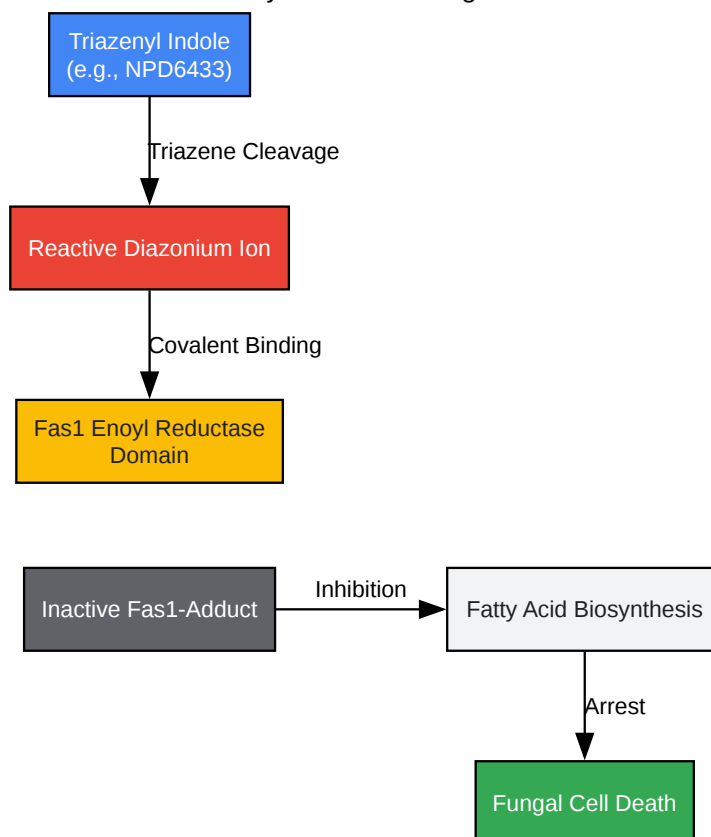 Triazenyl Indole
(e.g., NPD6433)
Triazene Cleavage
Reactive Diazonium Ion
Covalent Binding
Fas1 Enoyl Reductase
Domain
Inactive Fas1-Adduct
Inhibition
Fatty Acid Biosynthesis
Arrest
Fungal Cell Death